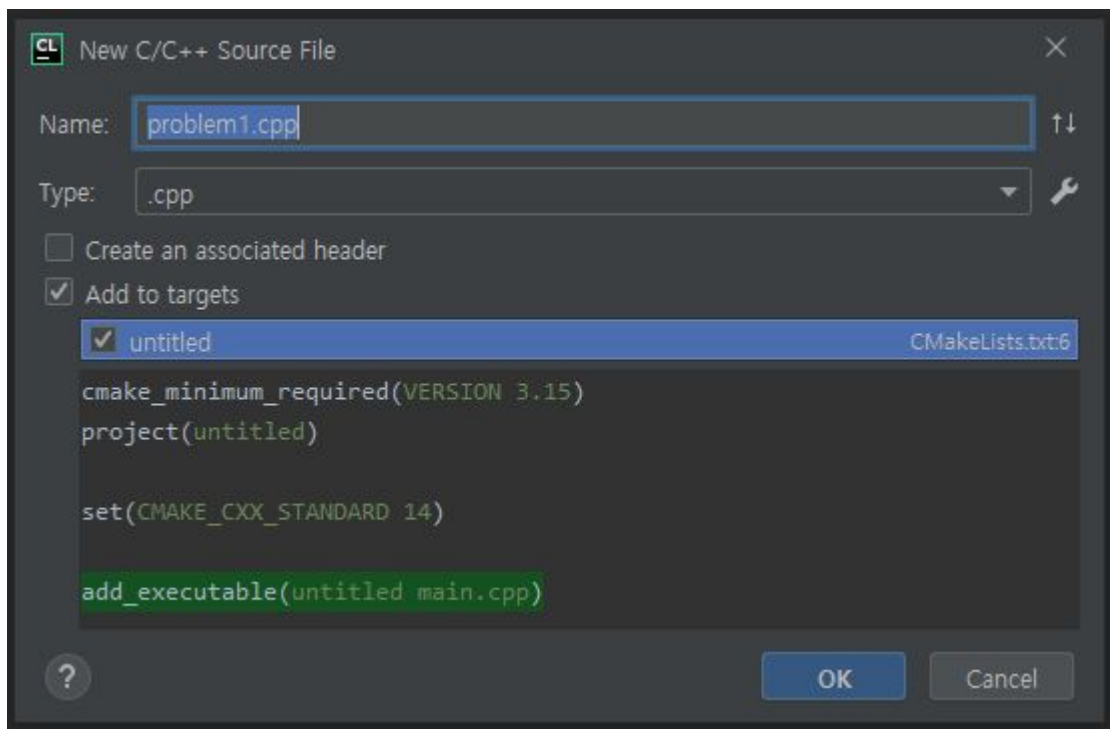 CL New C/C++ Source File
Name: problem1.cpp
Type: .cpp
Create an associated header
Add to targets
untitled CMakeLists.txt:6
cmake_minimum_required(VERSION 3.15)
project(untitled)
set(CMAKE_CXX_STANDARD 14)
add_executable(untitled main.cpp)
? OK Cancel